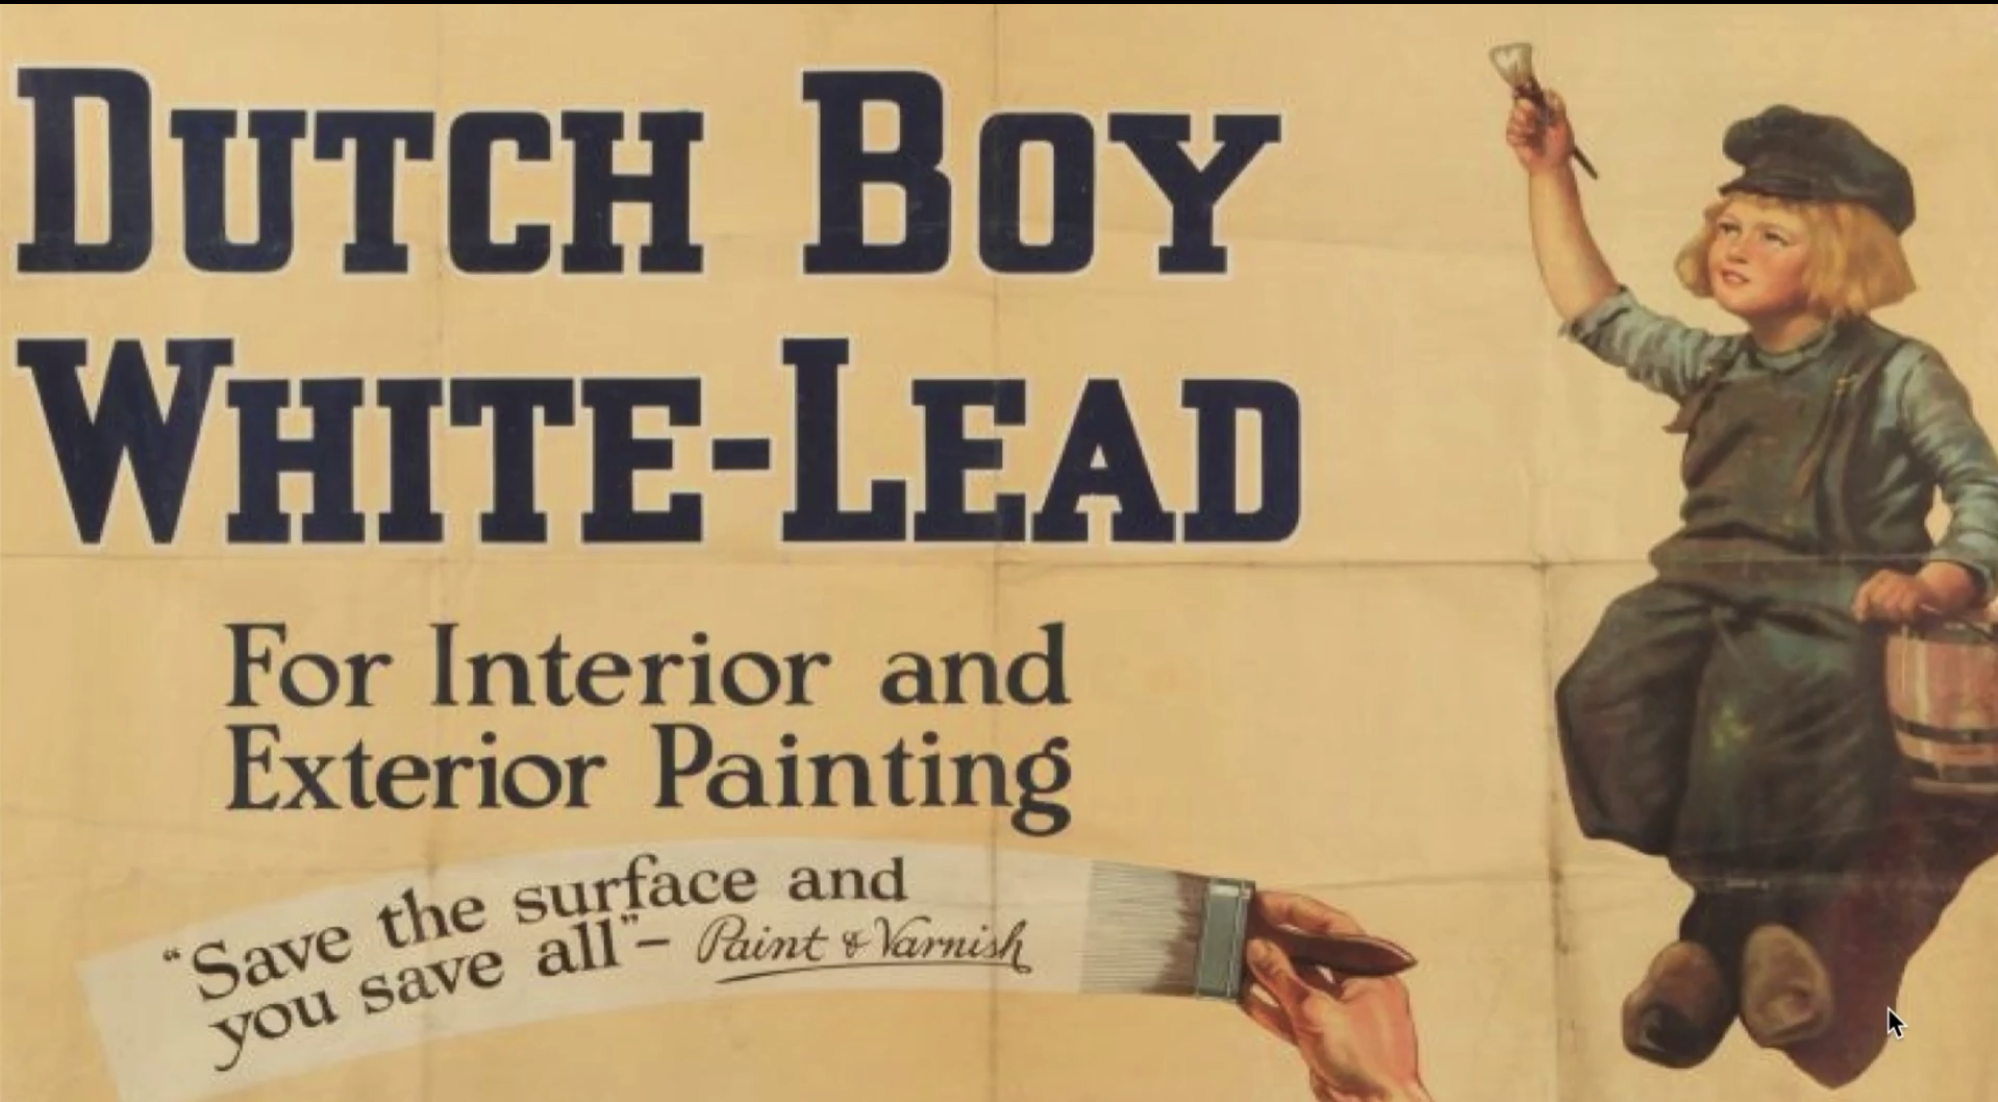 DUTCH BOY
WHITE-LEAD
For Interior and
Exterior Painting
“Save the surface and
you save all”– Paint & Varnish